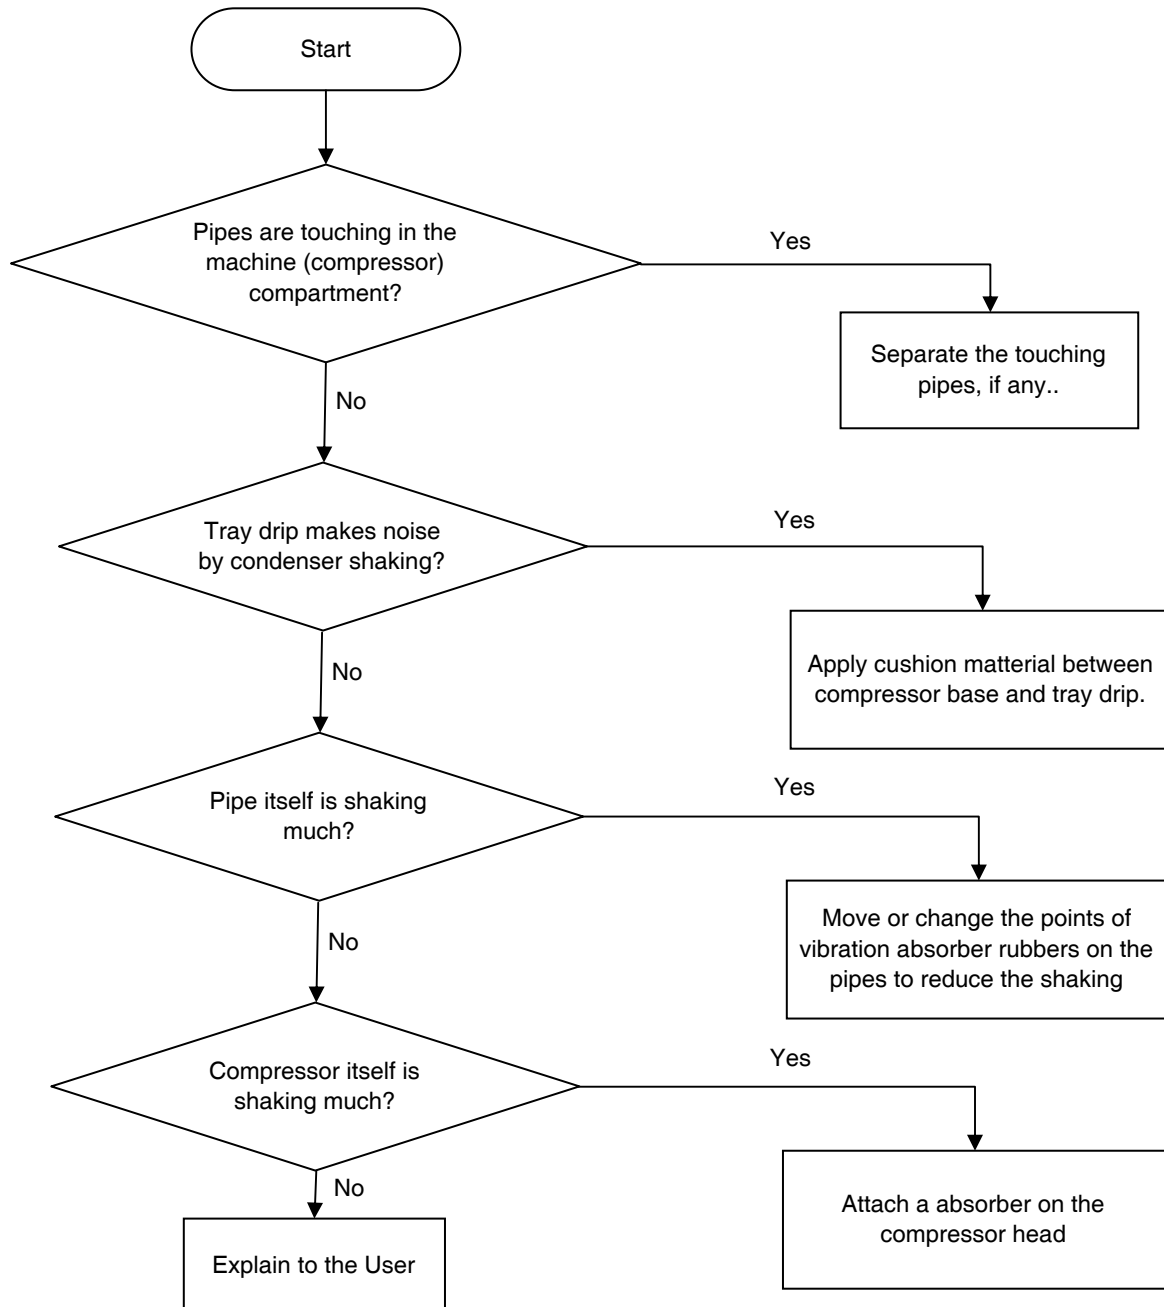 Start
Pipes are touching in the
machine (compressor)
compartment?
Yes
Separate the touching
pipes, if any..
No
Tray drip makes noise
by condenser shaking?
Yes
Apply cushion matterial between
compressor base and tray drip.
No
Pipe itself is shaking
much?
Yes
Move or change the points of
vibration absorber rubbers on the
pipes to reduce the shaking
No
Compressor itself is
shaking much?
Yes
Attach a absorber on the
compressor head
No
Explain to the User